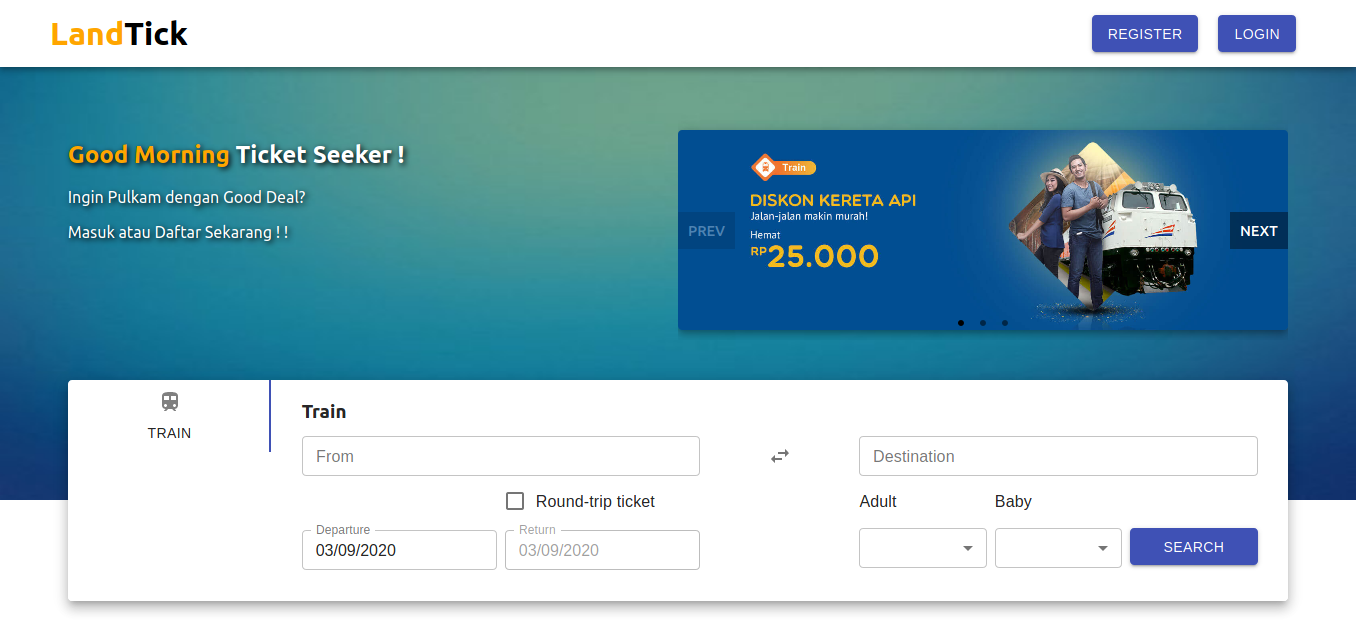 LandTick
REGISTER
LOGIN
Good Morning Ticket Seeker !
Ingin Pulkam dengan Good Deal?
Masuk atau Daftar Sekarang ! !
Train
DISKON KERETA API
Jalan-jalan makin murah!
Hemat
RP25.000
PREV
NEXT
TRAIN
Train
From
Destination
Round-trip ticket
Adult
Baby
Departure
03/09/2020
Return
03/09/2020
SEARCH